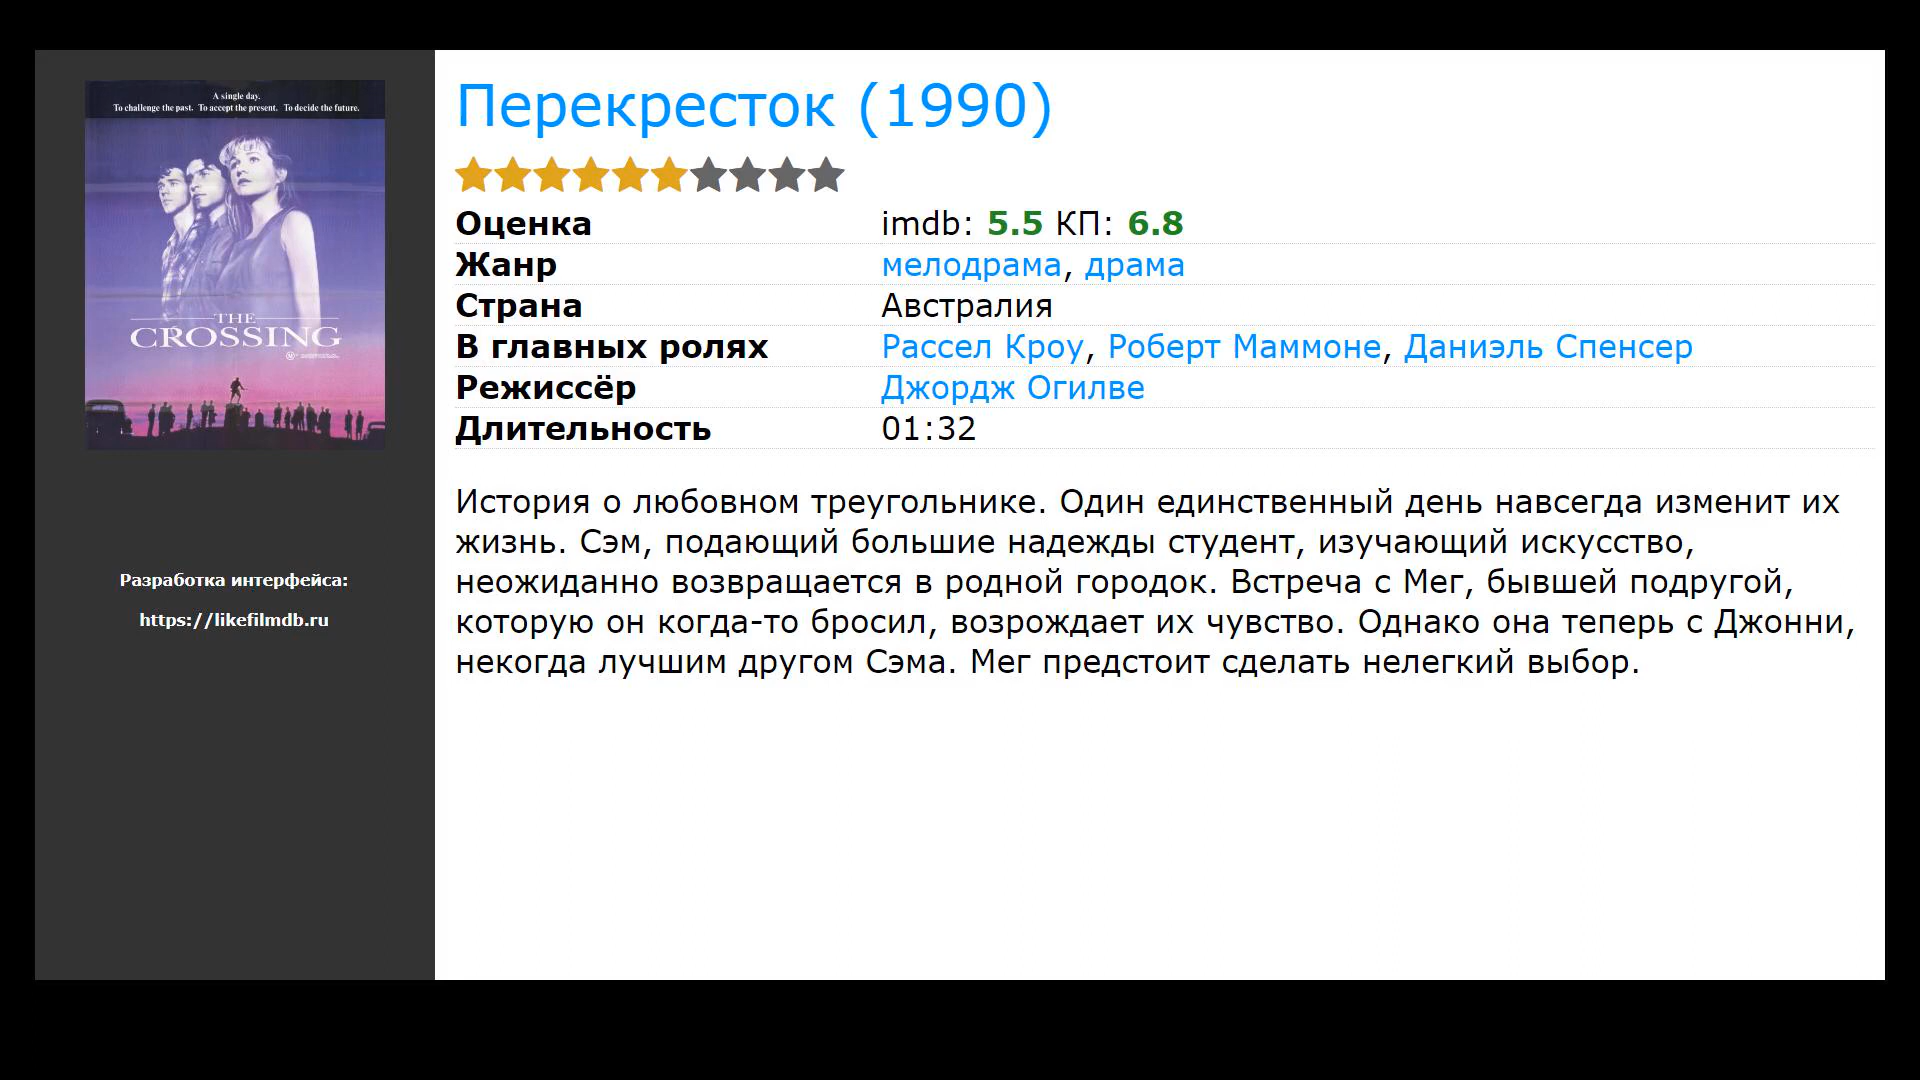 A single day.
To challenge the past. To accept the present. To decide the future.
THE
CROSSING
Разработка интерфейса:
https://likefilmdb.ru
Перекресток (1990)
Оценка imdb: 5.5 КП: 6.8
Жанр мелодрама, драма
Страна Австралия
В главных ролях Рассел Кроу, Роберт Маммоне, Даниэль Спенсер
Режиссёр Джордж Огилве
Длительность 01:32
История о любовном треугольнике. Один единственный день навсегда изменит их
жизнь. Сэм, подающий большие надежды студент, изучающий искусство,
неожиданно возвращается в родной городок. Встреча с Мег, бывшей подругой,
которую он когда-то бросил, возрождает их чувство. Однако она теперь с Джонни,
некогда лучшим другом Сэма. Мег предстоит сделать нелегкий выбор.